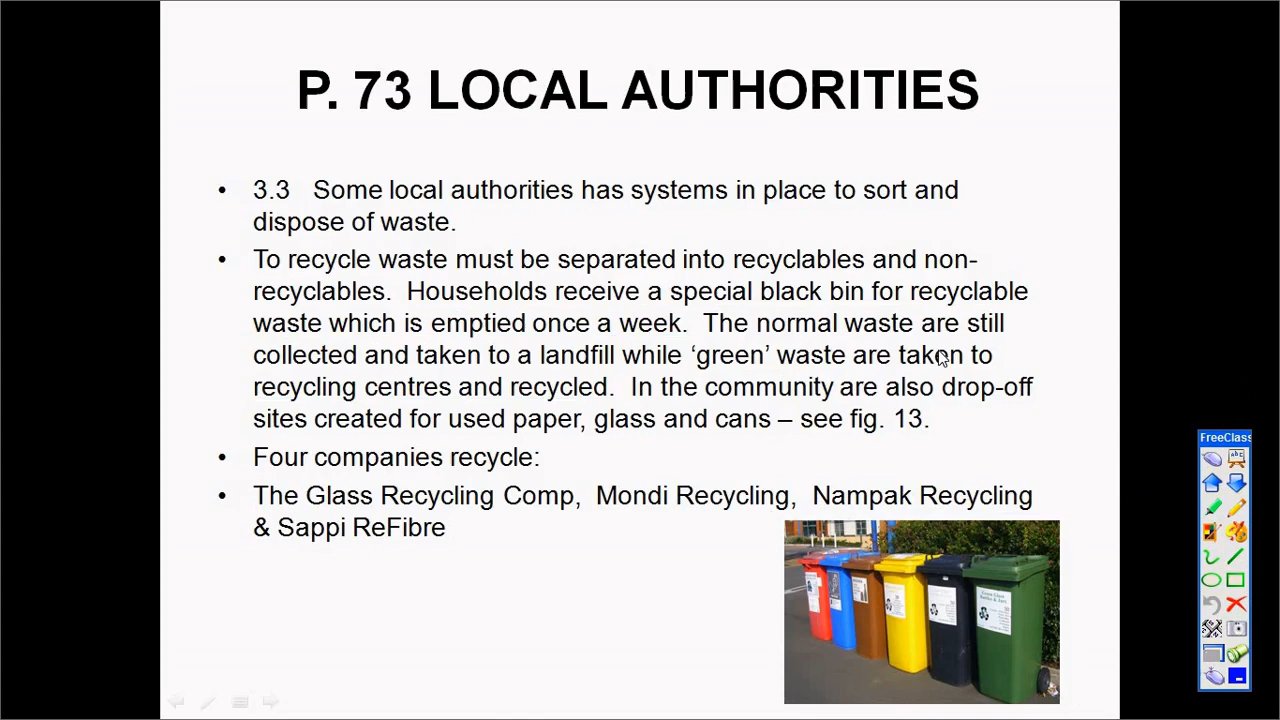 P. 73 LOCAL AUTHORITIES
• 3.3 Some local authorities has systems in place to sort and
dispose of waste.
• To recycle waste must be separated into recyclables and non-
recyclables. Households receive a special black bin for recyclable
waste which is emptied once a week. The normal waste are still
collected and taken to a landfill while ‘green’ waste are taken to
recycling centres and recycled. In the community are also drop-off
sites created for used paper, glass and cans – see fig. 13.
• Four companies recycle:
• The Glass Recycling Comp, Mondi Recycling, Nampak Recycling
& Sappi ReFibre
FreeClass